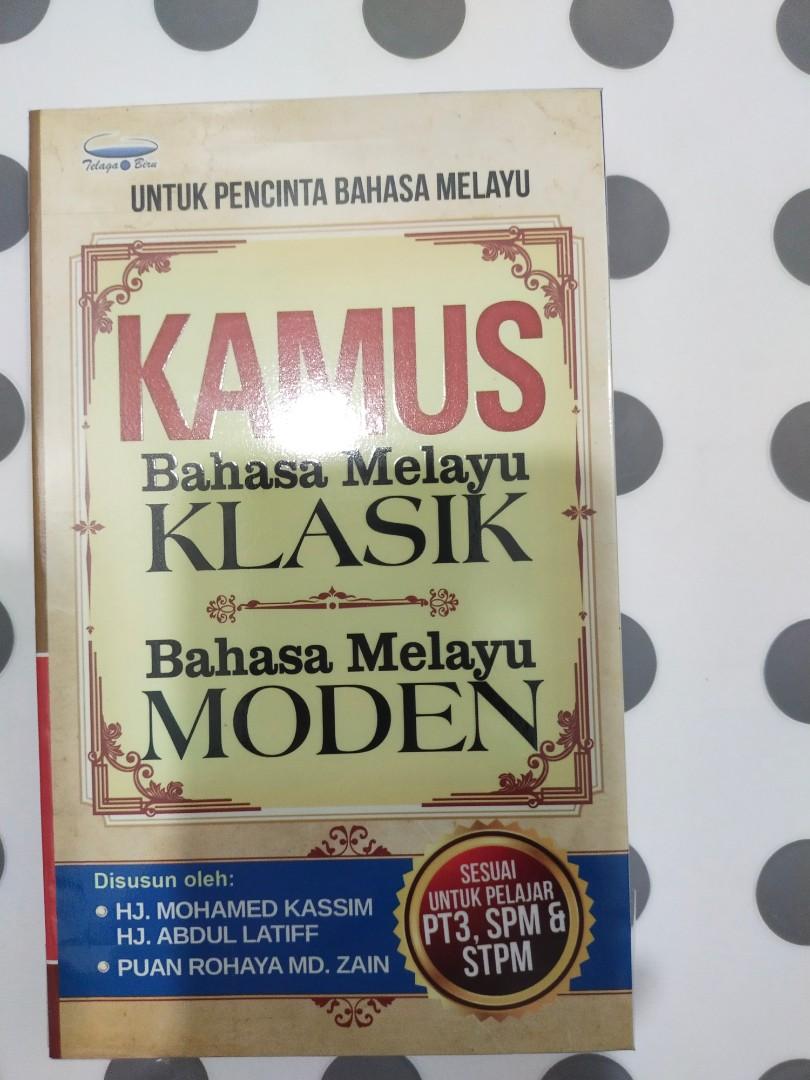 Telaga Biru
UNTUK PENCINTA BAHASA MELAYU
KAMUS
Bahasa Melayu
KLASIK
Bahasa Melayu
MODEN
Disusun oleh:
• HJ. MOHAMED KASSIM
HJ. ABDUL LATIFF
• PUAN ROHAYA MD. ZAIN
SESUAI
UNTUK PELAJAR
PT3, SPM &
STPM